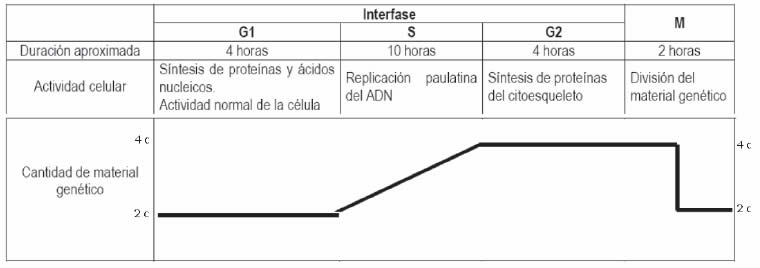 Interfase
G1 S G2 M
Duración aproximada 4 horas 10 horas 4 horas 2 horas
Actividad celular
Síntesis de proteínas y ácidos
nucleicos.
Actividad normal de la célula
Replicación paulatina
del ADN
Síntesis de proteínas
del citoesqueleto
División del
material genético
Cantidad de material
genético
4 c
2 c
4 c
2 c